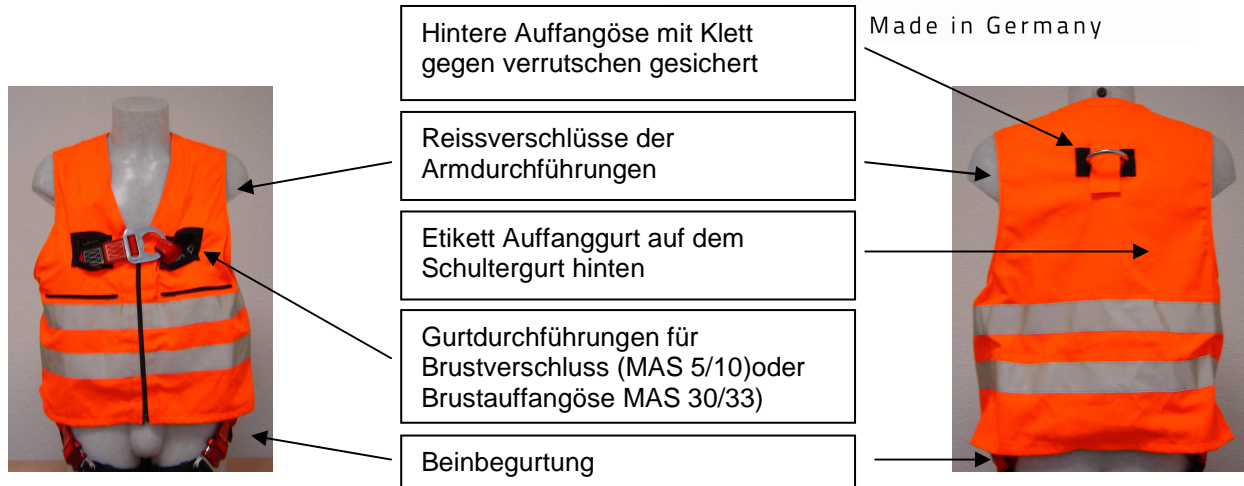 Made in Germany
Hintere Auffangöse mit Klett
gegen verrutschen gesichert
Reissverschlüsse der
Armdurchführungen
Etikett Auffanggurt auf dem
Schultergurt hinten
Gurtdurchführungen für
Brustverschluss (MAS 5/10)oder
Brustauffangöse MAS 30/33)
Beinbegurtung